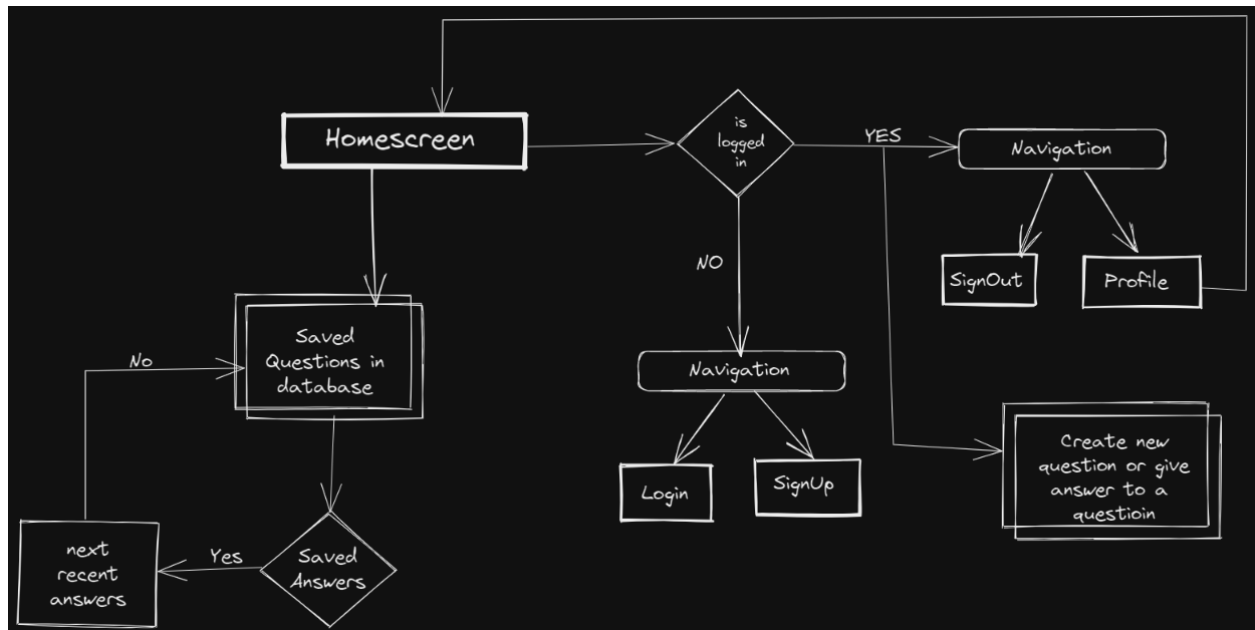 Homescreen
is
logged
in
YES
Navigation
SignOut
Profile
NO
Navigation
Login
SignUp
Create new
question or give
answer to a
questioin
Saved
Questions in
database
No
Saved
Answers
Yes
next
recent
answers